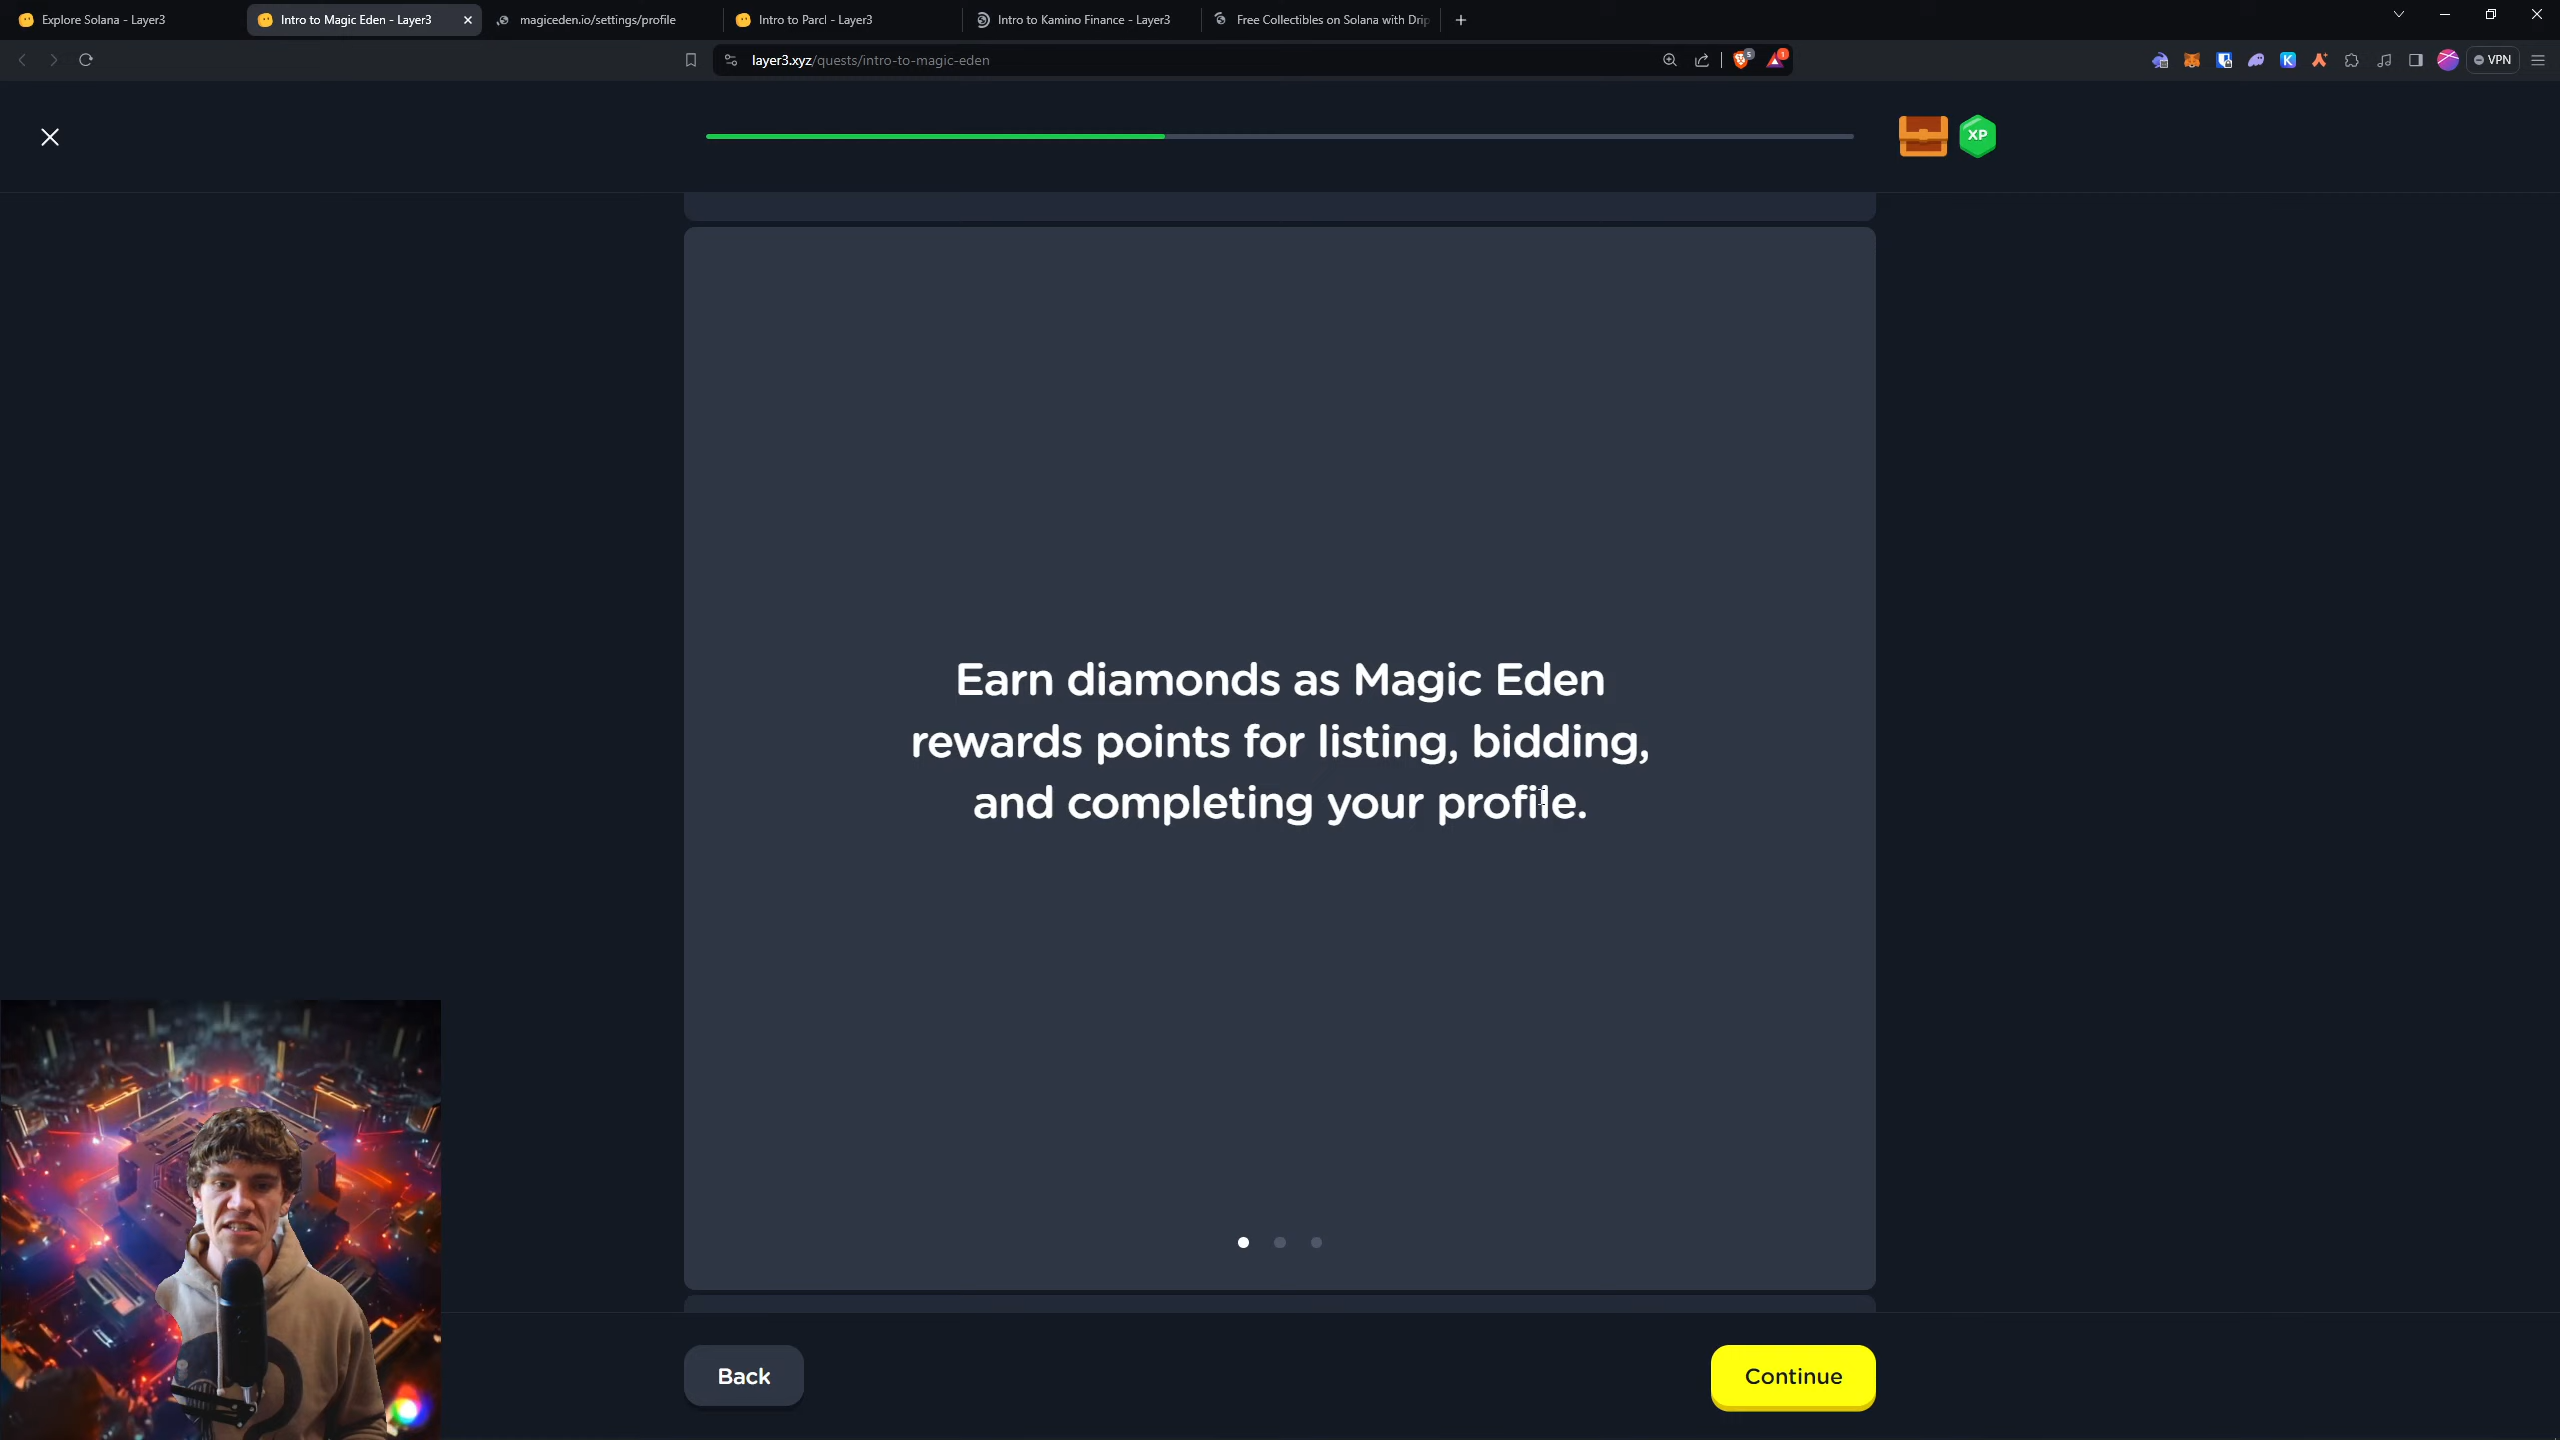 Explore Solana - Layer3
Intro to Magic Eden - Layer3
magiceden.io/settings/profile
Intro to Parcl - Layer3
Intro to Kamino Finance - Layer3
Free Collectibles on Solana with Drip
layer3.xyz/quests/intro-to-magic-eden
5
1
K
VPN
XP
Earn diamonds as Magic Eden
rewards points for listing, bidding,
and completing your profile.
Back
Continue